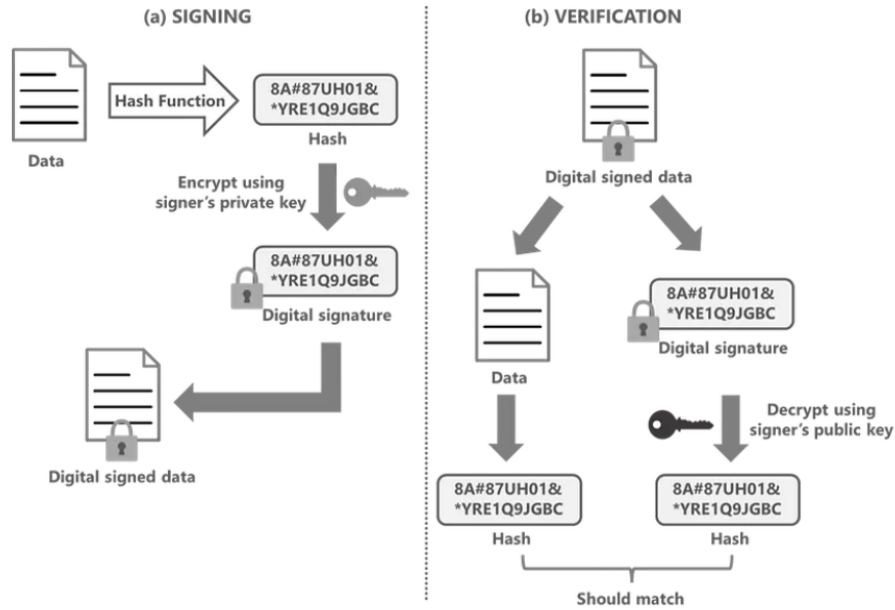 (a) SIGNING
Hash Function
8A#87UH01&
*YRE1Q9JGBC
Hash
Data
Encrypt using
signer's private key
8A#87UH01&
*YRE1Q9JGBC
Digital signature
Digital signed data
(b) VERIFICATION
Digital signed data
Data
8A#87UH01&
*YRE1Q9JGBC
Digital signature
Decrypt using
signer's public key
8A#87UH01&
*YRE1Q9JGBC
Hash
8A#87UH01&
*YRE1Q9JGBC
Hash
Should match